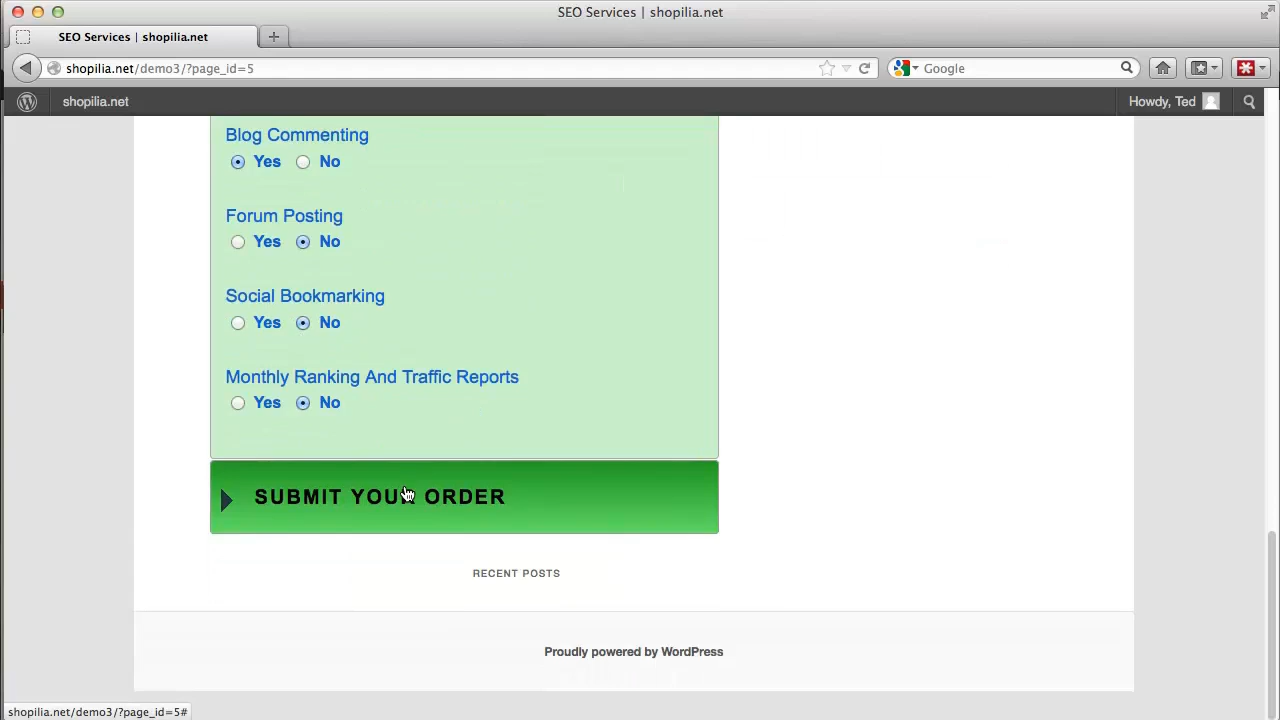 SEO Services | shopilia.net
SEO Services | shopilia.net
shopilia.net/demo3/?page_id=5
Google
shopilia.net
Howdy, Ted
Blog Commenting
Yes No
Forum Posting
Yes No
Social Bookmarking
Yes No
Monthly Ranking And Traffic Reports
Yes No
SUBMIT YOUR ORDER
RECENT POSTS
Proudly powered by WordPress
shopilia.net/demo3/?page_id=5#